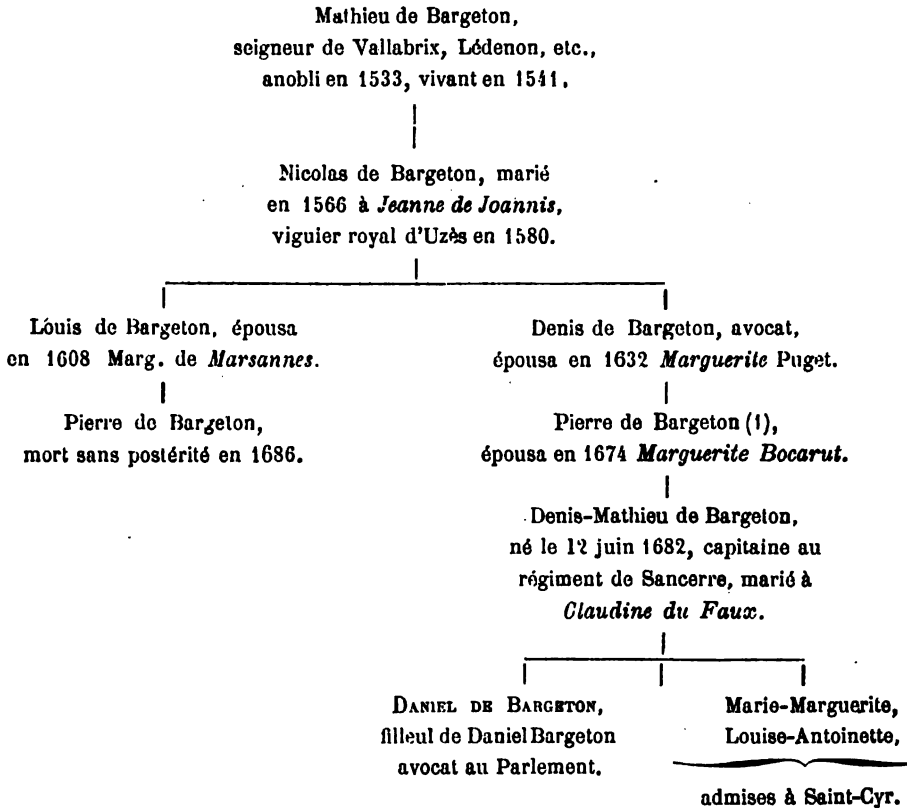 Mathieu de Bargeton,
seigneur de Vallabrix, Lédenon, etc.,
anobli en 1533, vivant en 1541.
Nicolas de Bargeton, marié
en 1566 à Jeanne de Joannis,
viguier royal d'Uzès en 1580.
Louis de Bargeton, épousa
en 1608 Marg. de Marsannes.
Pierre de Bargeton,
mort sans postérité en 1686.
Denis de Bargeton, avocat,
épousa en 1632 Marguerite Puget.
Pierre de Bargeton (1),
épousa en 1674 Marguerite Bocarut.
Denis-Mathieu de Bargeton,
né le 12 juin 1682, capitaine au
régiment de Sancerre, marié à
Claudine du Faux.
DANIEL DE BARGETON,
filleul de Daniel Bargeton
avocat au Parlement.
Marie-Marguerite,
Louise-Antoinette,
admises à Saint-Cyr.